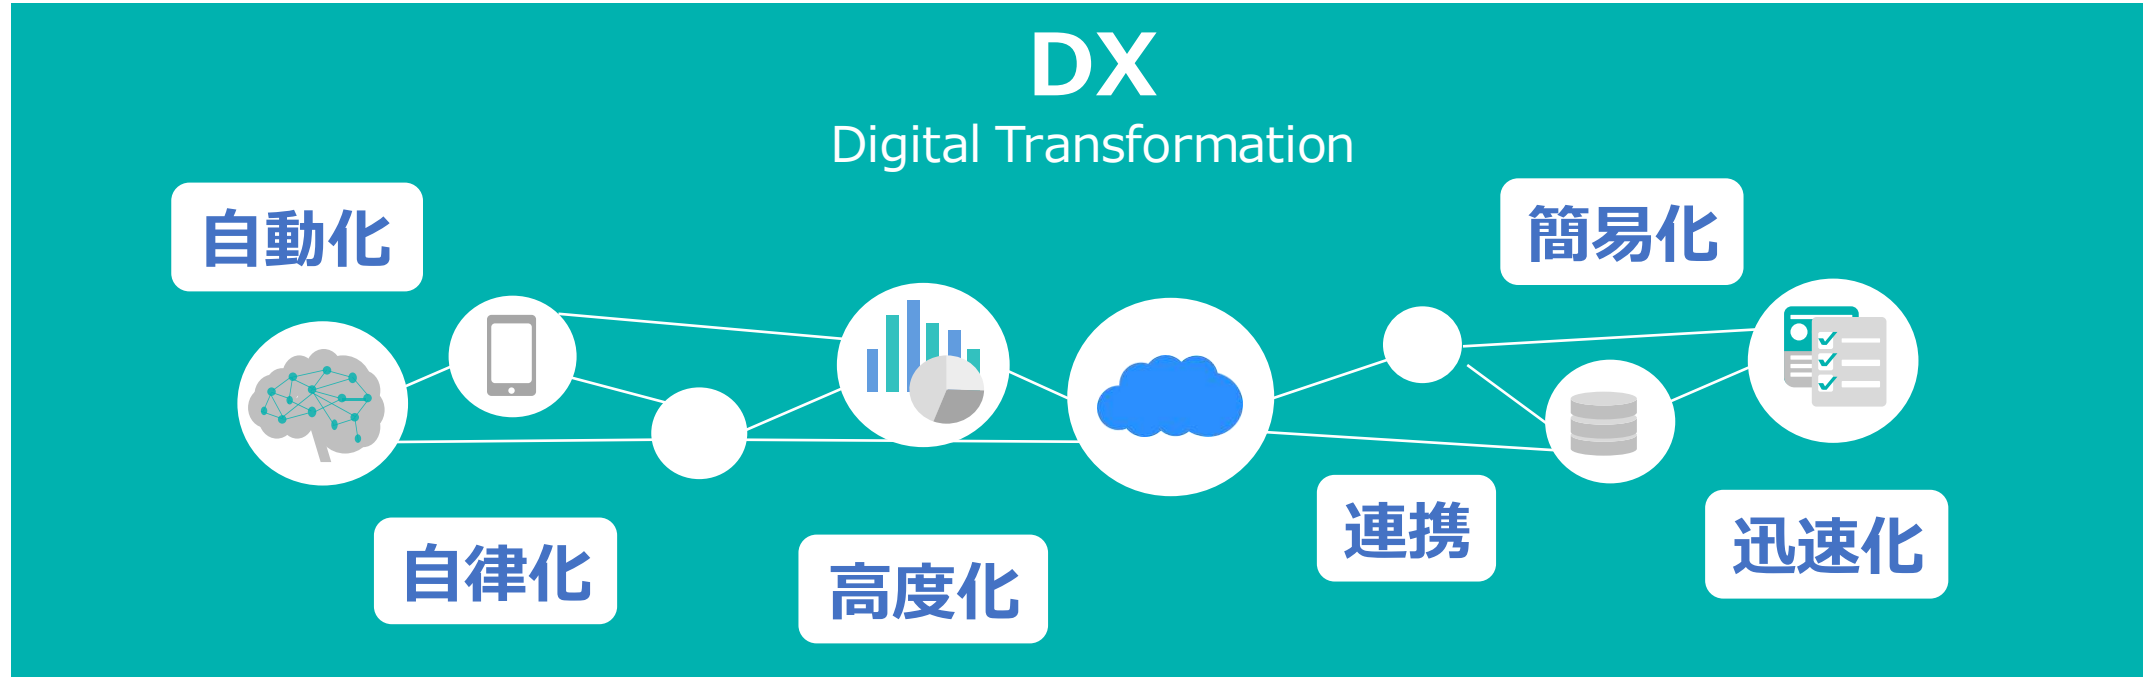 DX
Digital Transformation
自動化
簡易化
自律化
高度化
連携
迅速化